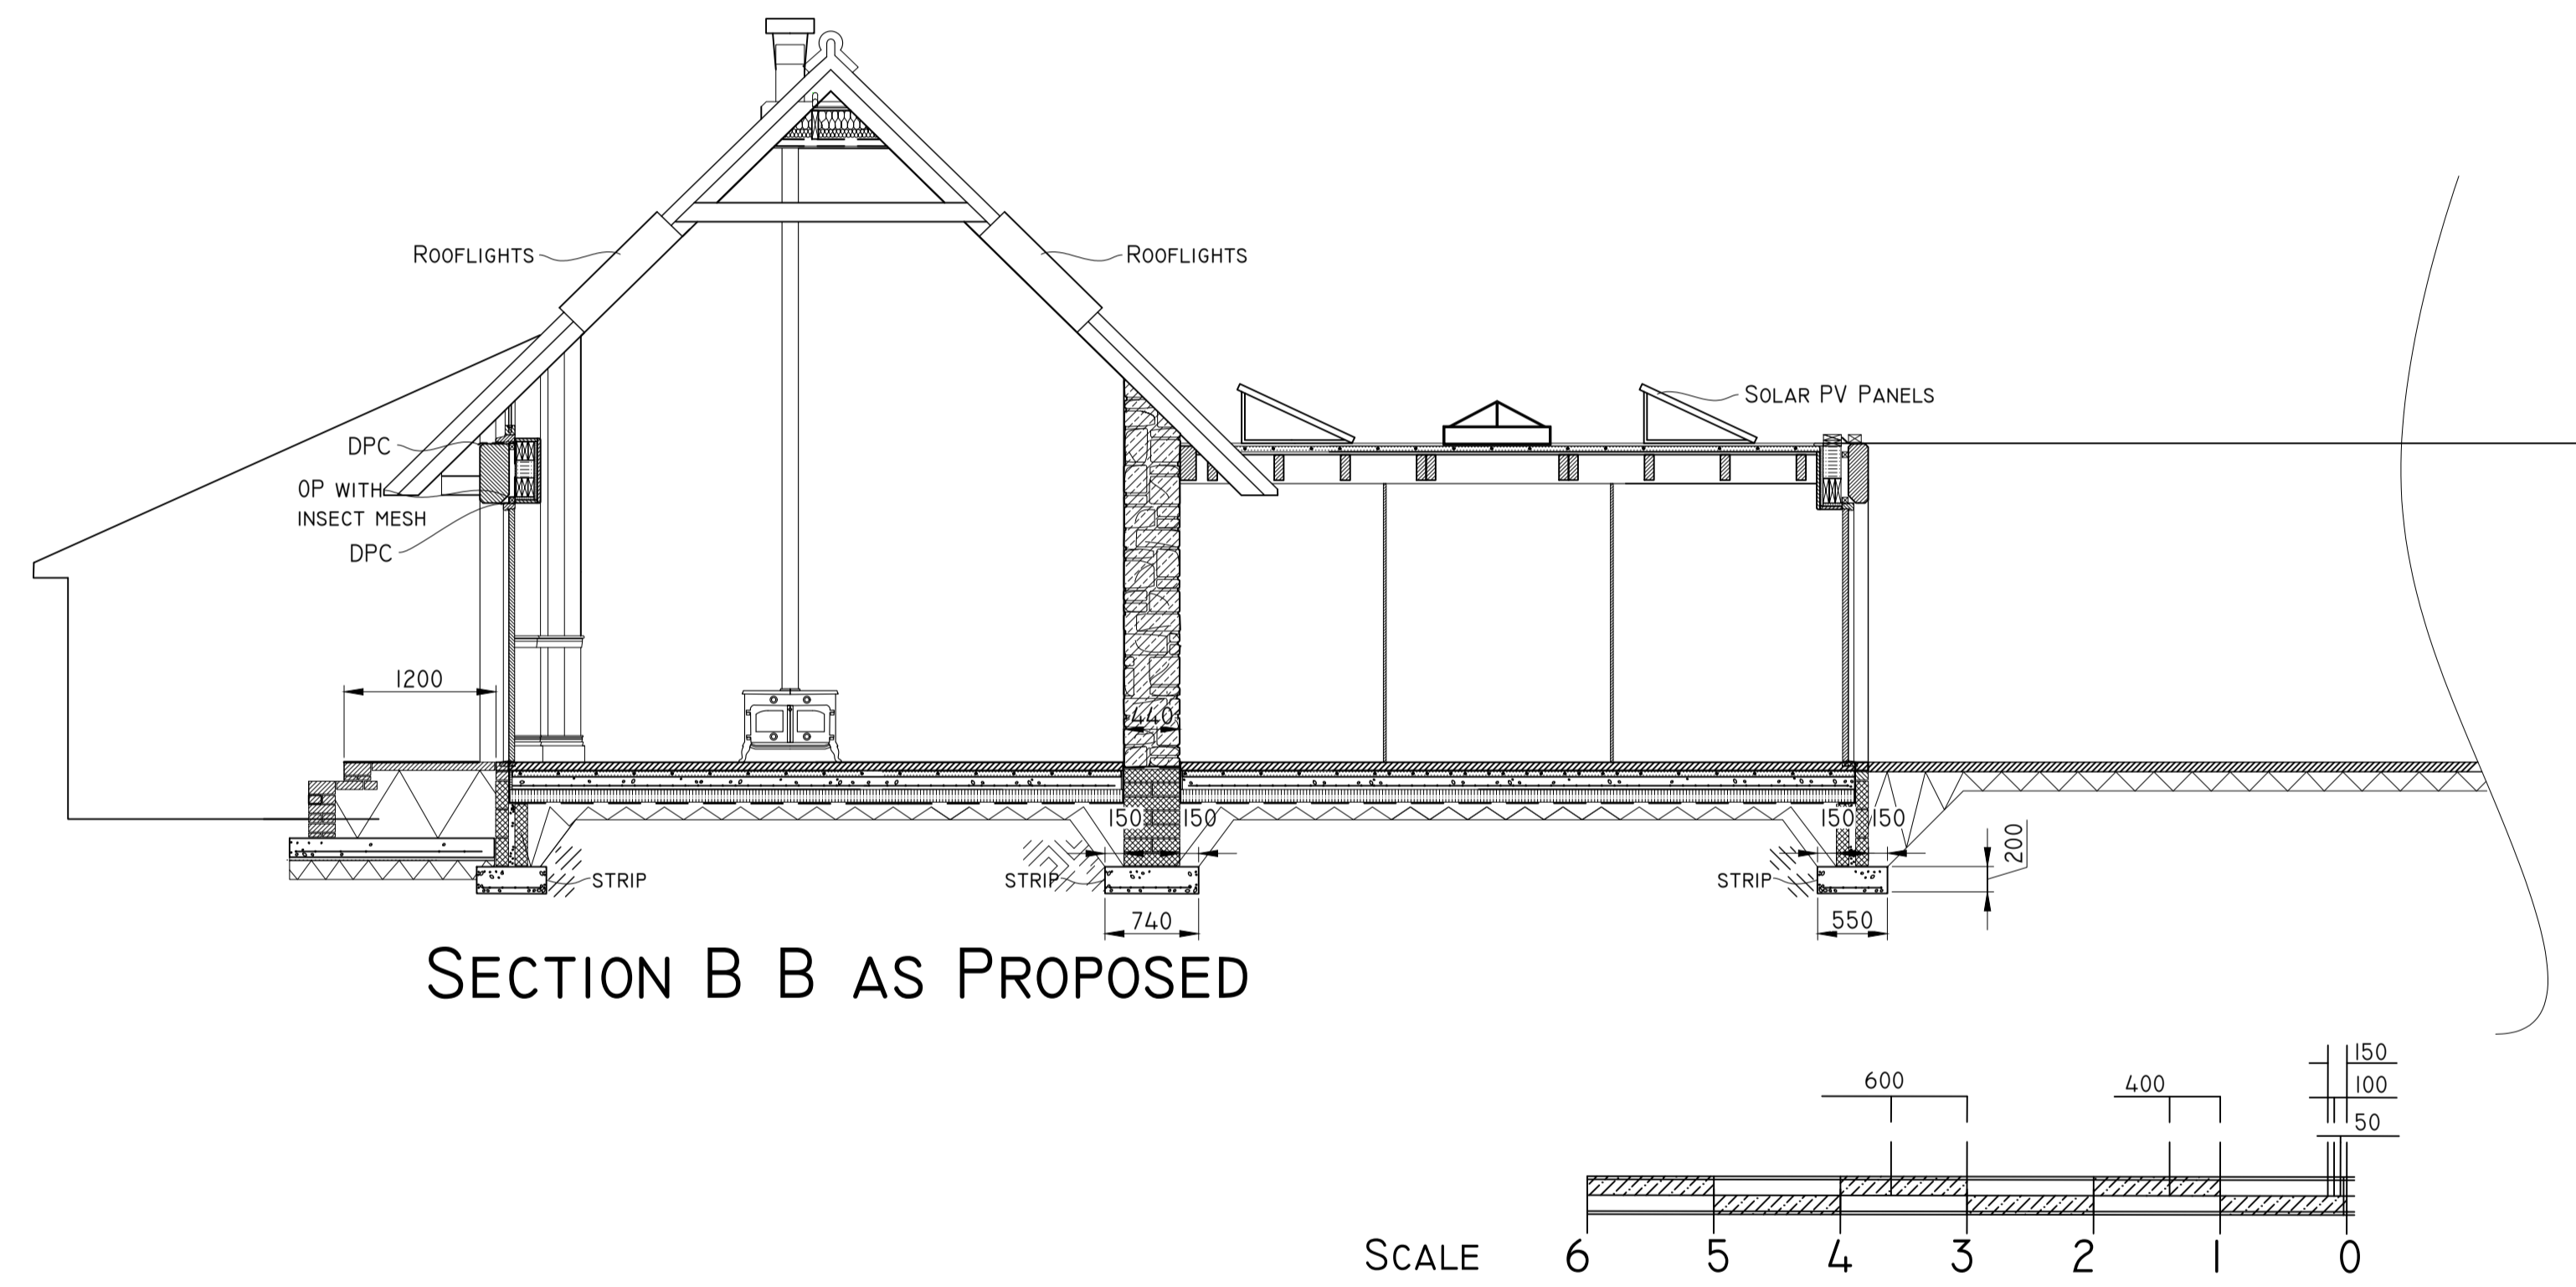 Rooflights
Rooflights
Solar PV Panels
DPC
OP with
insect mesh
DPC
1200
440
150
150
150
150
200
strip
strip
strip
740
550
Section B B as Proposed
150
600
400
100
50
Scale 6 5 4 3 2 1 0